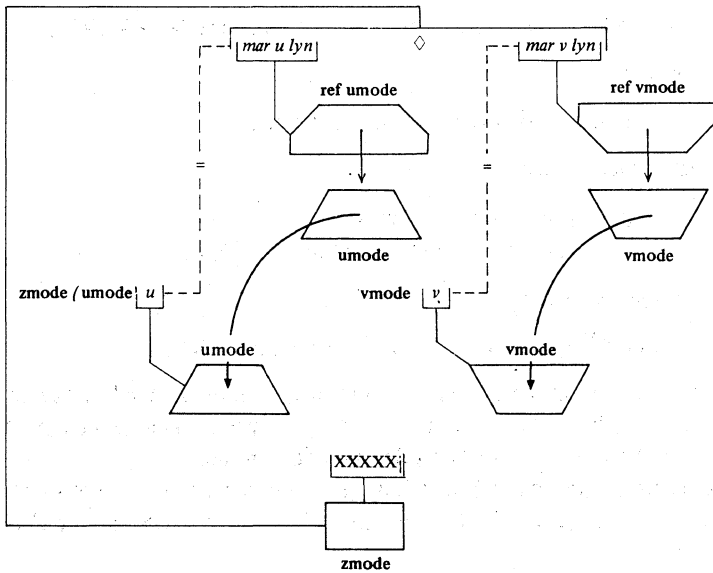 mar u lyn ◇ mar v lyn
ref umode ref vmode
= =
umode vmode
zmode (umode u vmode v
umode vmode
XXXXX
zmode